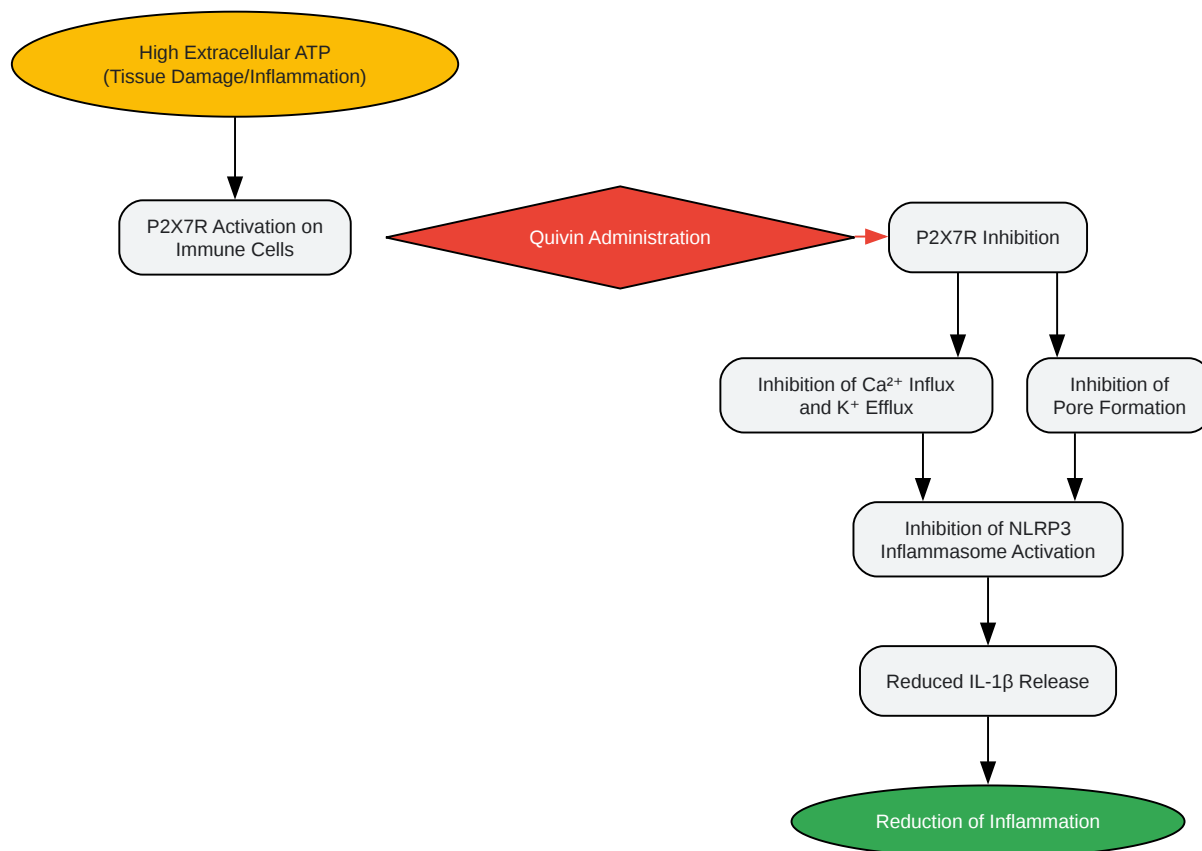 High Extracellular ATP
(Tissue Damage/Inflammation)
P2X7R Activation on
Immune Cells
Quivin Administration
P2X7R Inhibition
Inhibition of Ca²⁺ Influx
and K⁺ Efflux
Inhibition of
Pore Formation
Inhibition of NLRP3
Inflammasome Activation
Reduced IL-1β Release
Reduction of Inflammation